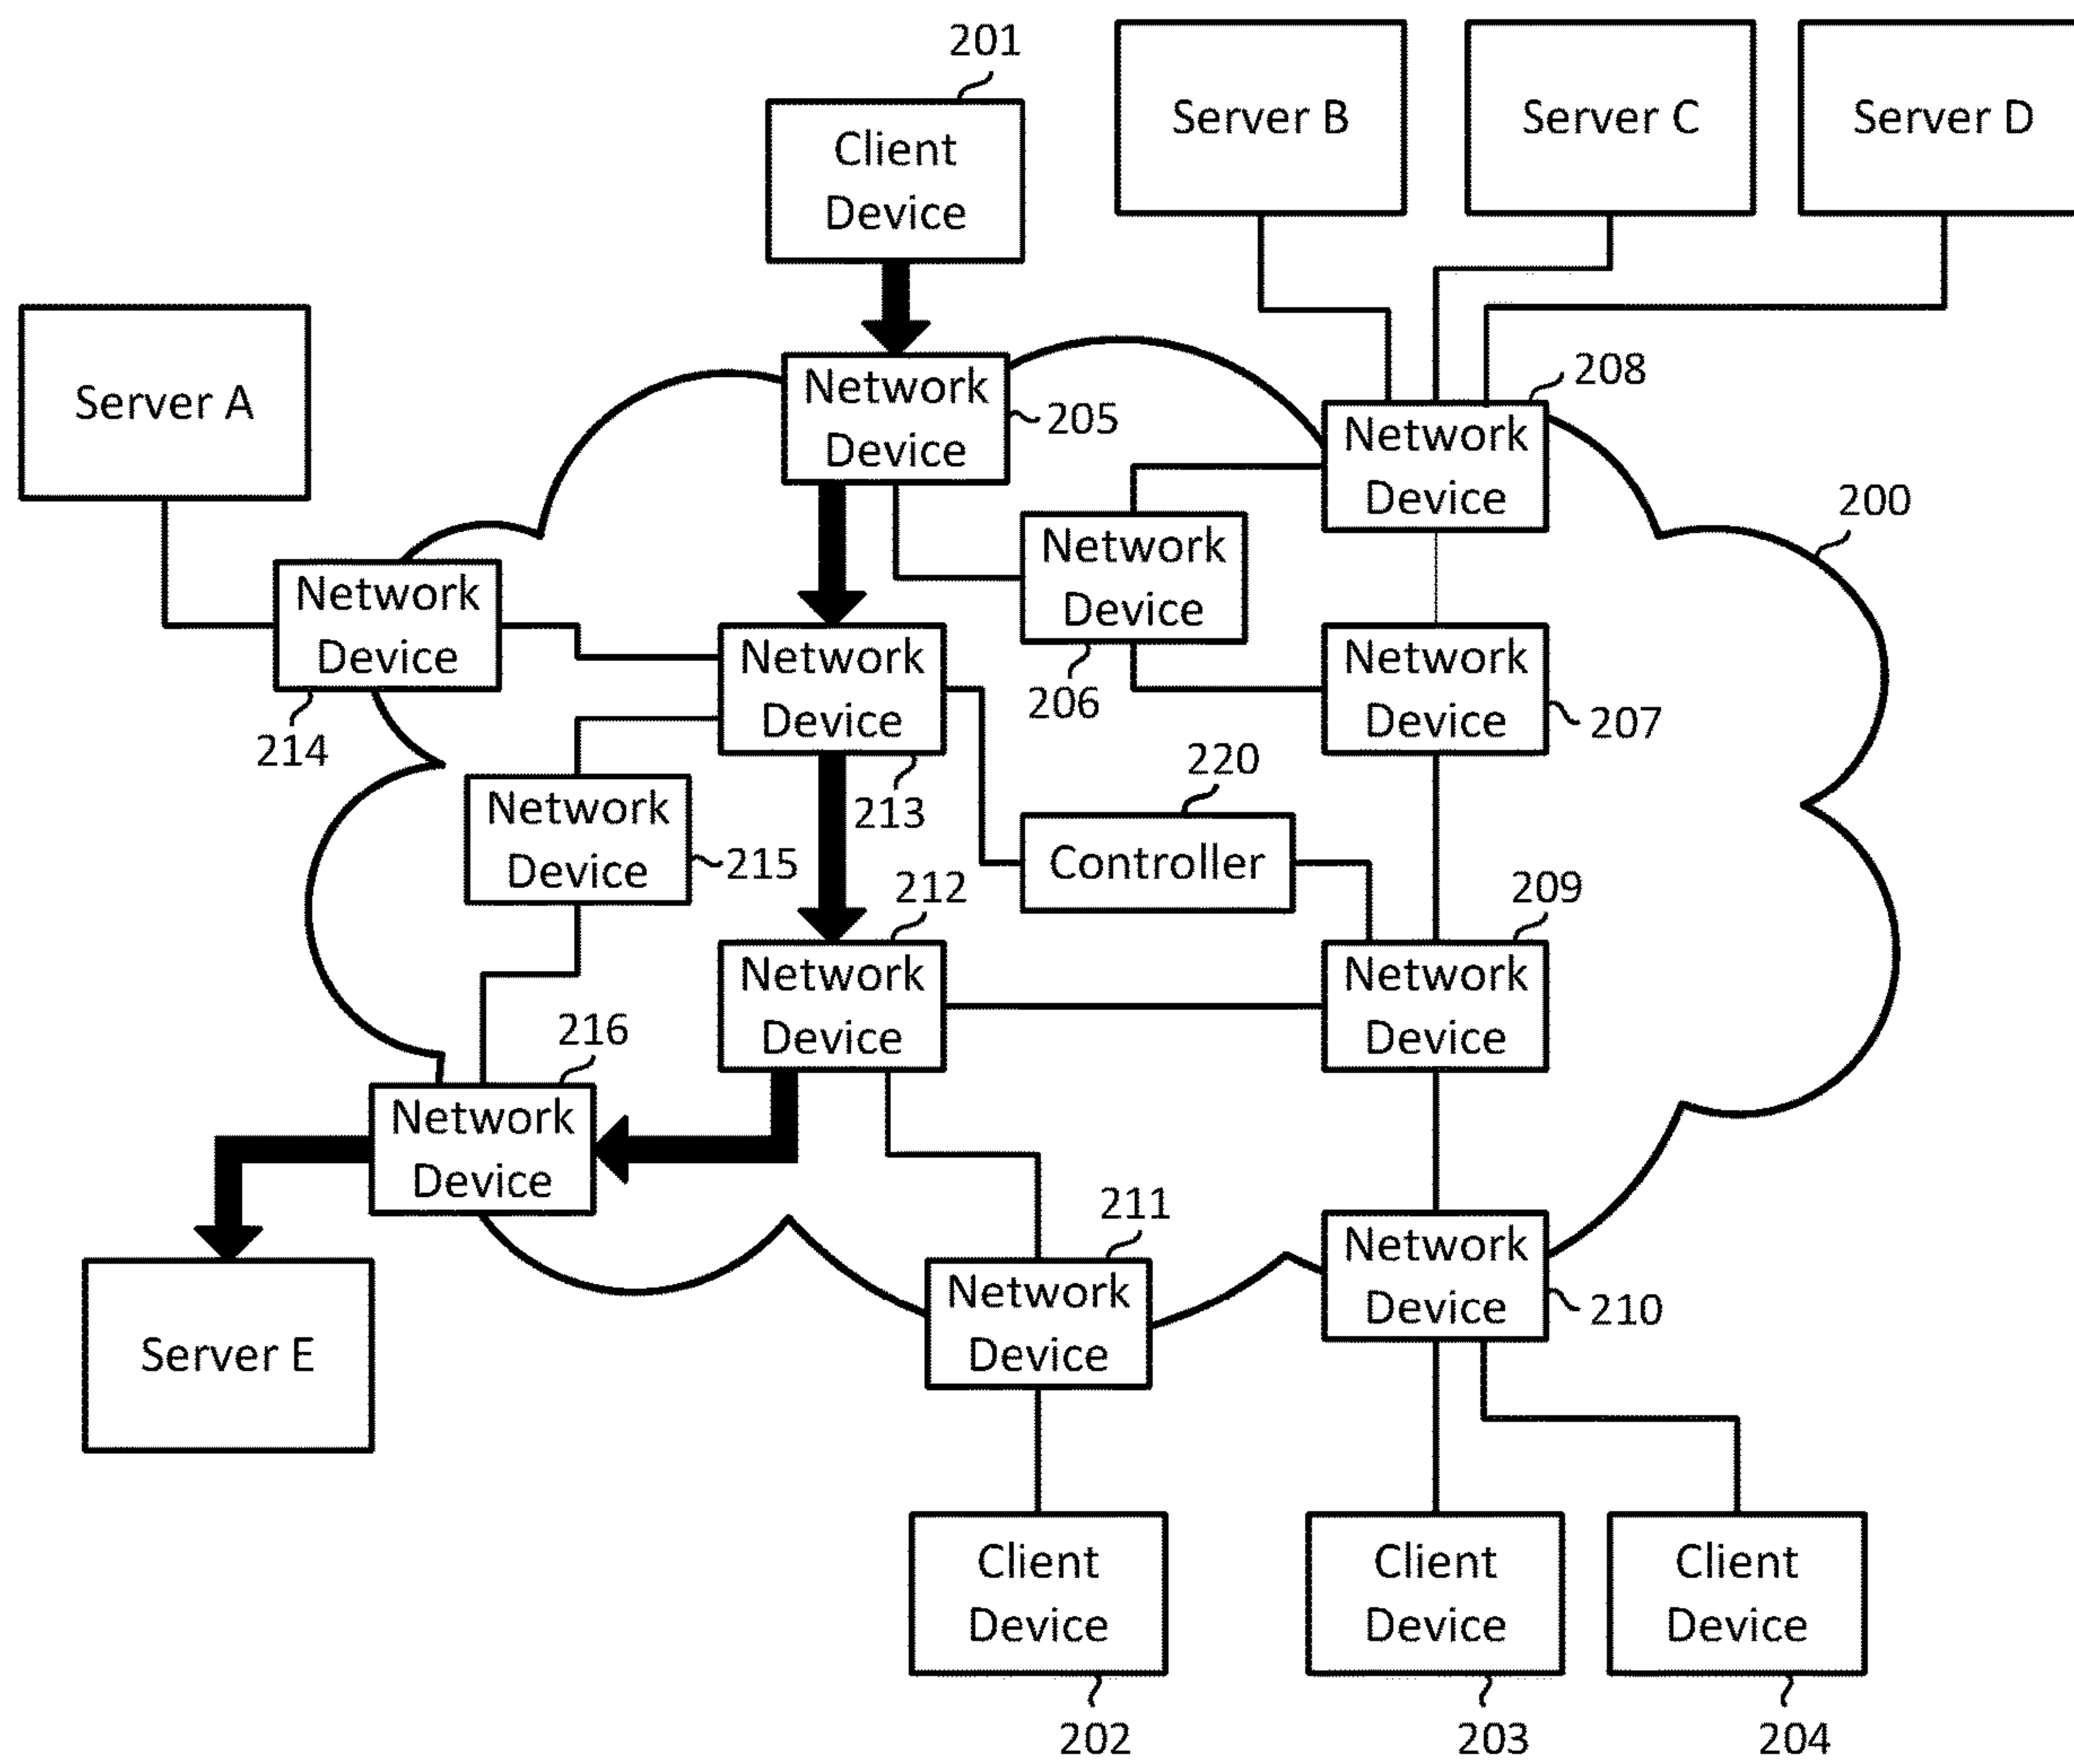 201
Client
Device
Server B
Server C
Server D
Server A
Network
Device
205
208
Network
Device
200
Network
Device
206
Network
Device
214
Network
Device
213
Network
Device
207
Network
Device
215
220
Controller
212
Network
Device
209
Network
Device
216
Network
Device
211
Network
Device
Network
Device
210
Server E
Client
Device
202
Client
Device
203
Client
Device
204